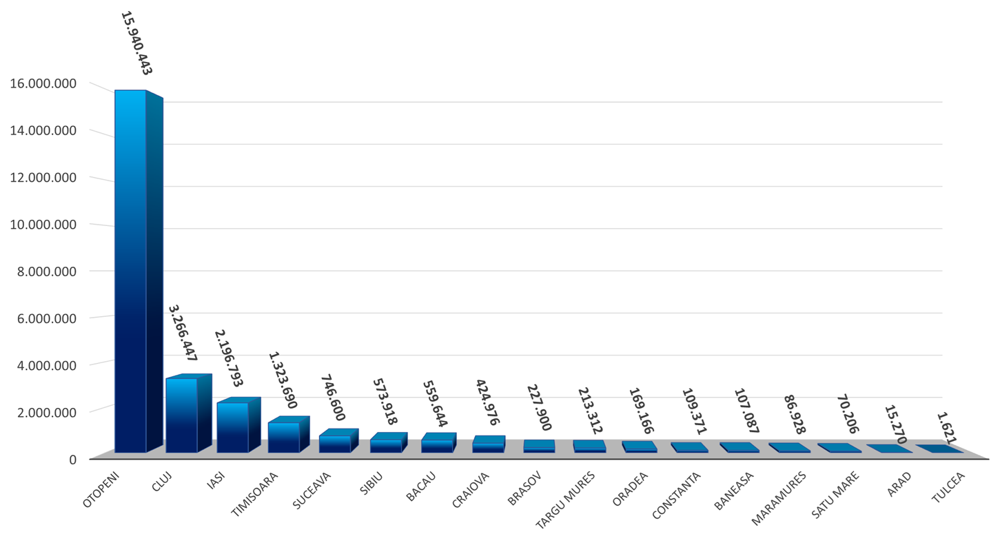 15.940.443
16.000.000
14.000.000
12.000.000
10.000.000
8.000.000
6.000.000
4.000.000
2.000.000
0
3.266.447
2.196.793
1.323.690
746.600
573.918
559.644
424.976
227.900
213.312
169.166
109.371
107.087
86.928
70.206
15.270
1.621
OTOPENI
CLUJ
IASI
TIMISOARA
SUCEAVA
SIBIU
BACAU
CRAIOVA
BRASOV
TARGU MURES
ORADEA
CONSTANTA
BANEASA
MARAMURES
SATU MARE
ARAD
TULCEA